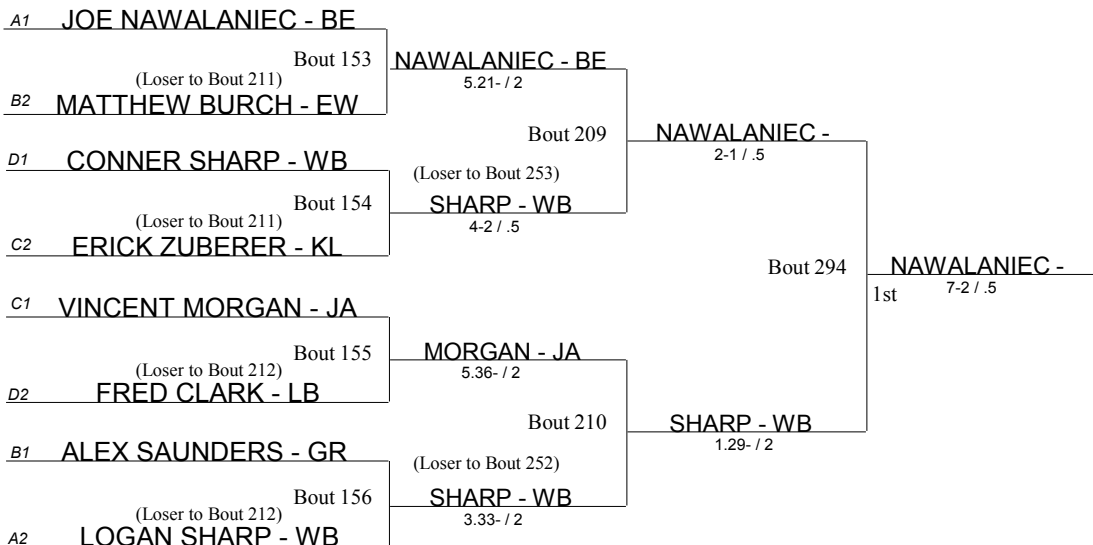 A1 JOE NAWALANIEC - BE
Bout 153
NAWALANIEC - BE
(Loser to Bout 211)
5.21- / 2
B2 MATTHEW BURCH - EW
Bout 209
NAWALANIEC -
2-1 / .5
D1 CONNER SHARP - WB
(Loser to Bout 253)
Bout 154
SHARP - WB
(Loser to Bout 211)
4-2 / .5
C2 ERICK ZUBERER - KL
Bout 294
NAWALANIEC -
1st
7-2 / .5
C1 VINCENT MORGAN - JA
Bout 155
MORGAN - JA
(Loser to Bout 212)
5.36- / 2
D2 FRED CLARK - LB
Bout 210
SHARP - WB
1.29- / 2
B1 ALEX SAUNDERS - GR
(Loser to Bout 252)
Bout 156
SHARP - WB
(Loser to Bout 212)
3.33- / 2
A2 LOGAN SHARP - WB